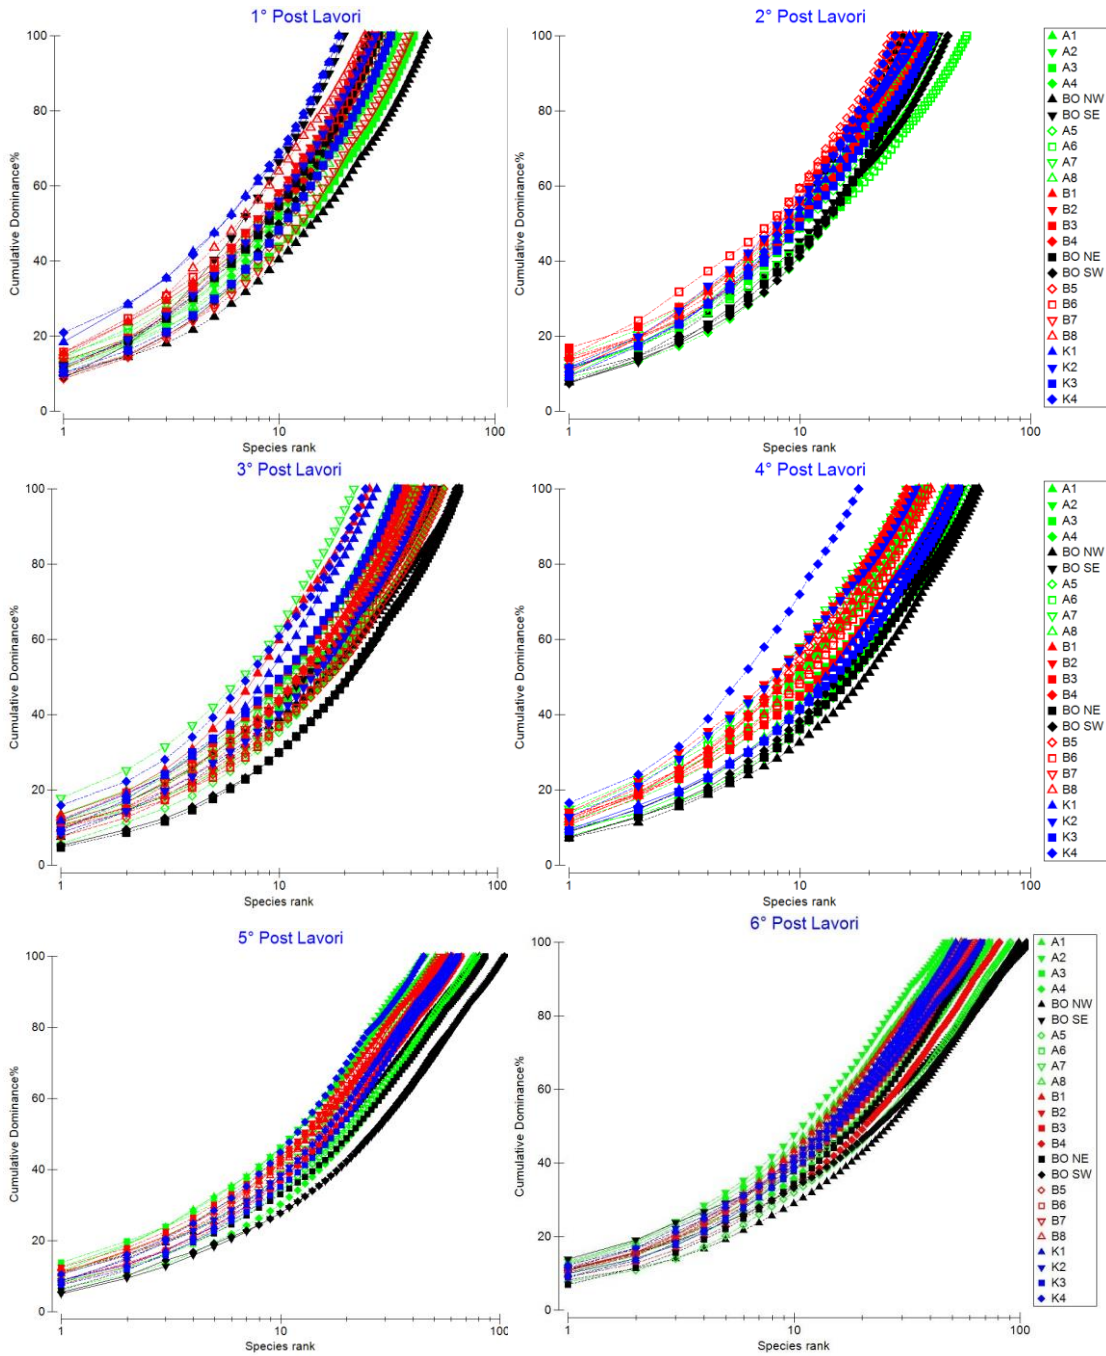 1° Post Lavori
Cumulative Dominance%
100
80
60
40
20
0
1
10
100
Species rank
2° Post Lavori
Cumulative Dominance%
100
80
60
40
20
0
1
10
100
Species rank
A1
A2
A3
A4
BO NW
BO SE
A5
A6
A7
A8
B1
B2
B3
B4
BO NE
BO SW
B5
B6
B7
B8
K1
K2
K3
K4
3° Post Lavori
Cumulative Dominance%
100
80
60
40
20
0
1
10
100
Species rank
4° Post Lavori
Cumulative Dominance%
100
80
60
40
20
0
1
10
100
Species rank
A1
A2
A3
A4
BO NW
BO SE
A5
A6
A7
A8
B1
B2
B3
B4
BO NE
BO SW
B5
B6
B7
B8
K1
K2
K3
K4
5° Post Lavori
Cumulative Dominance%
100
80
60
40
20
0
1
10
100
Species rank
6° Post Lavori
Cumulative Dominance%
100
80
60
40
20
0
1
10
100
Species rank
A1
A2
A3
A4
BO NW
BO SE
A5
A6
A7
A8
B1
B2
B3
B4
BO NE
BO SW
B5
B6
B7
B8
K1
K2
K3
K4